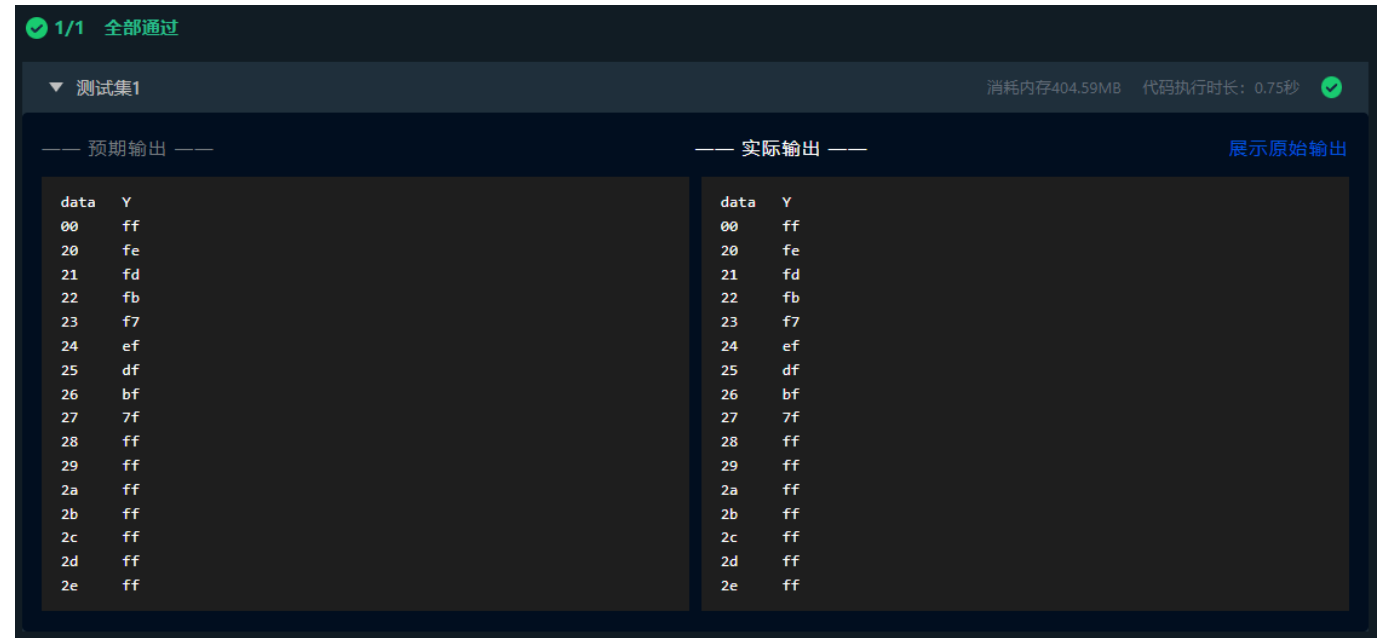 1/1 全部通过
测试集1 消耗内存404.59MB 代码执行时长：0.75秒
—— 预期输出 ——
data Y
00 ff
20 fe
21 fd
22 fb
23 f7
24 ef
25 df
26 bf
27 7f
28 ff
29 ff
2a ff
2b ff
2c ff
2d ff
2e ff
—— 实际输出 —— 展示原始输出
data Y
00 ff
20 fe
21 fd
22 fb
23 f7
24 ef
25 df
26 bf
27 7f
28 ff
29 ff
2a ff
2b ff
2c ff
2d ff
2e ff